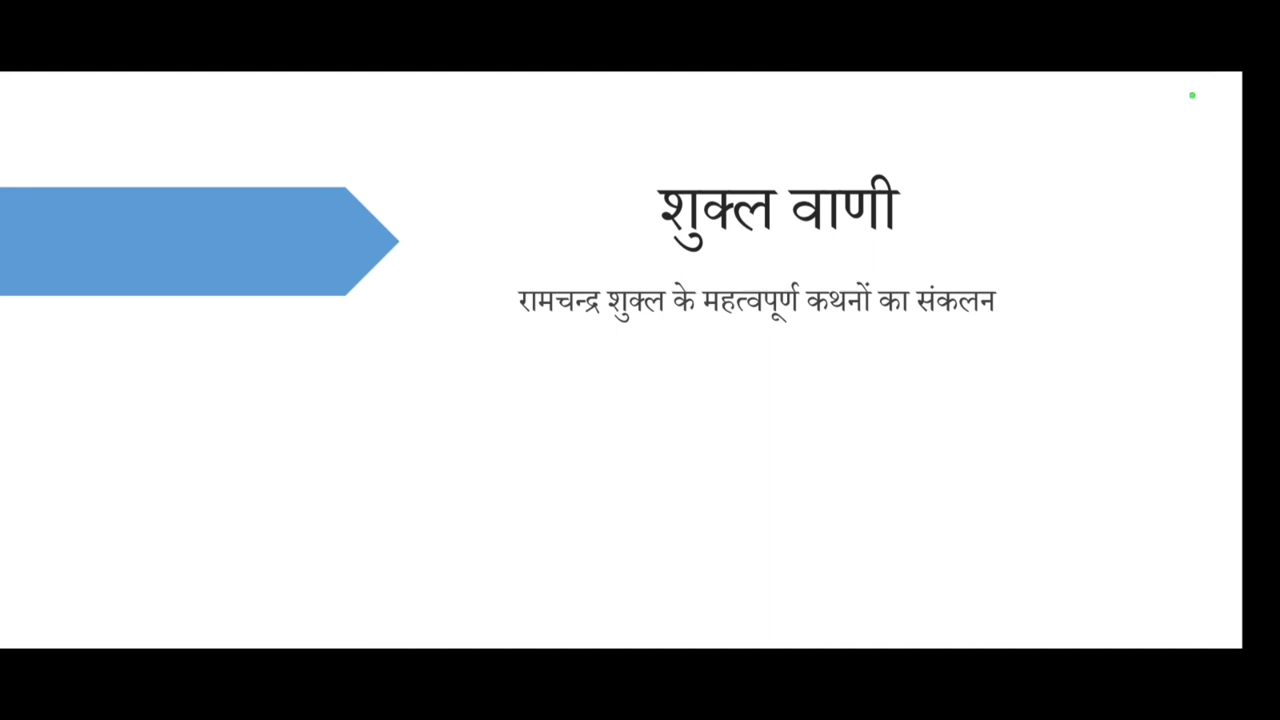 शुक्ल वाणी
रामचन्द्र शुक्ल के महत्वपूर्ण कथनों का संकलन